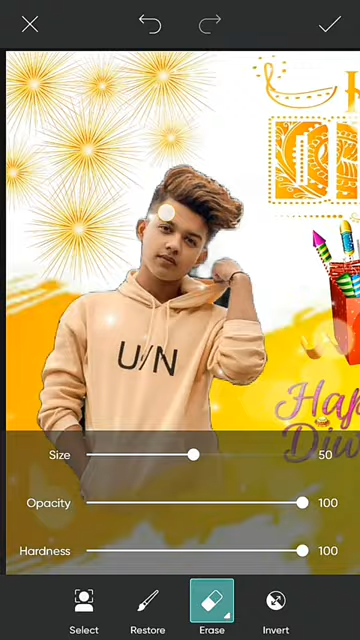 U/N
Hap
Diw
Size 50
Opacity 100
Hardness 100
Select Restore Erase Invert